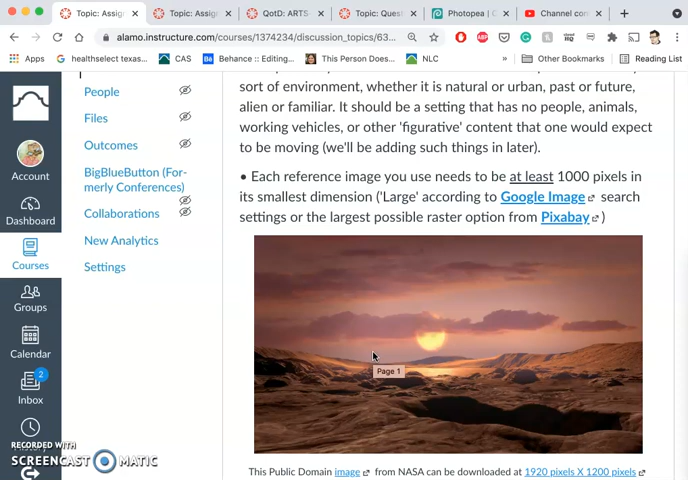 Topic: Assig
Topic: Assig
QotD: ARTS
Topic: Quest
Photopea | O
Channel con
alamo.instructure.com/courses/1374234/discussion_topics/63...
Apps
healthselect texas...
CAS
Behance :: Editing...
This Person Does...
NLC
»
Other Bookmarks
Reading List
sort of environment, whether it is natural or urban, past or future,
People
alien or familiar. It should be a setting that has no people, animals,
Files
working vehicles, or other 'figurative' content that one would expect
Outcomes
to be moving (we'll be adding such things in later).
BigBlueButton (For-
merly Conferences)
• Each reference image you use needs to be at least 1000 pixels in
its smallest dimension ('Large' according to Google Image search
Collaborations
settings or the largest possible raster option from Pixabay )
New Analytics
Settings
Account
Dashboard
Courses
Groups
Calendar
2
Inbox
Page 1
RECORDED WITH
SCREENCAST O MATIC
This Public Domain image from NASA can be downloaded at 1920 pixels X 1200 pixels